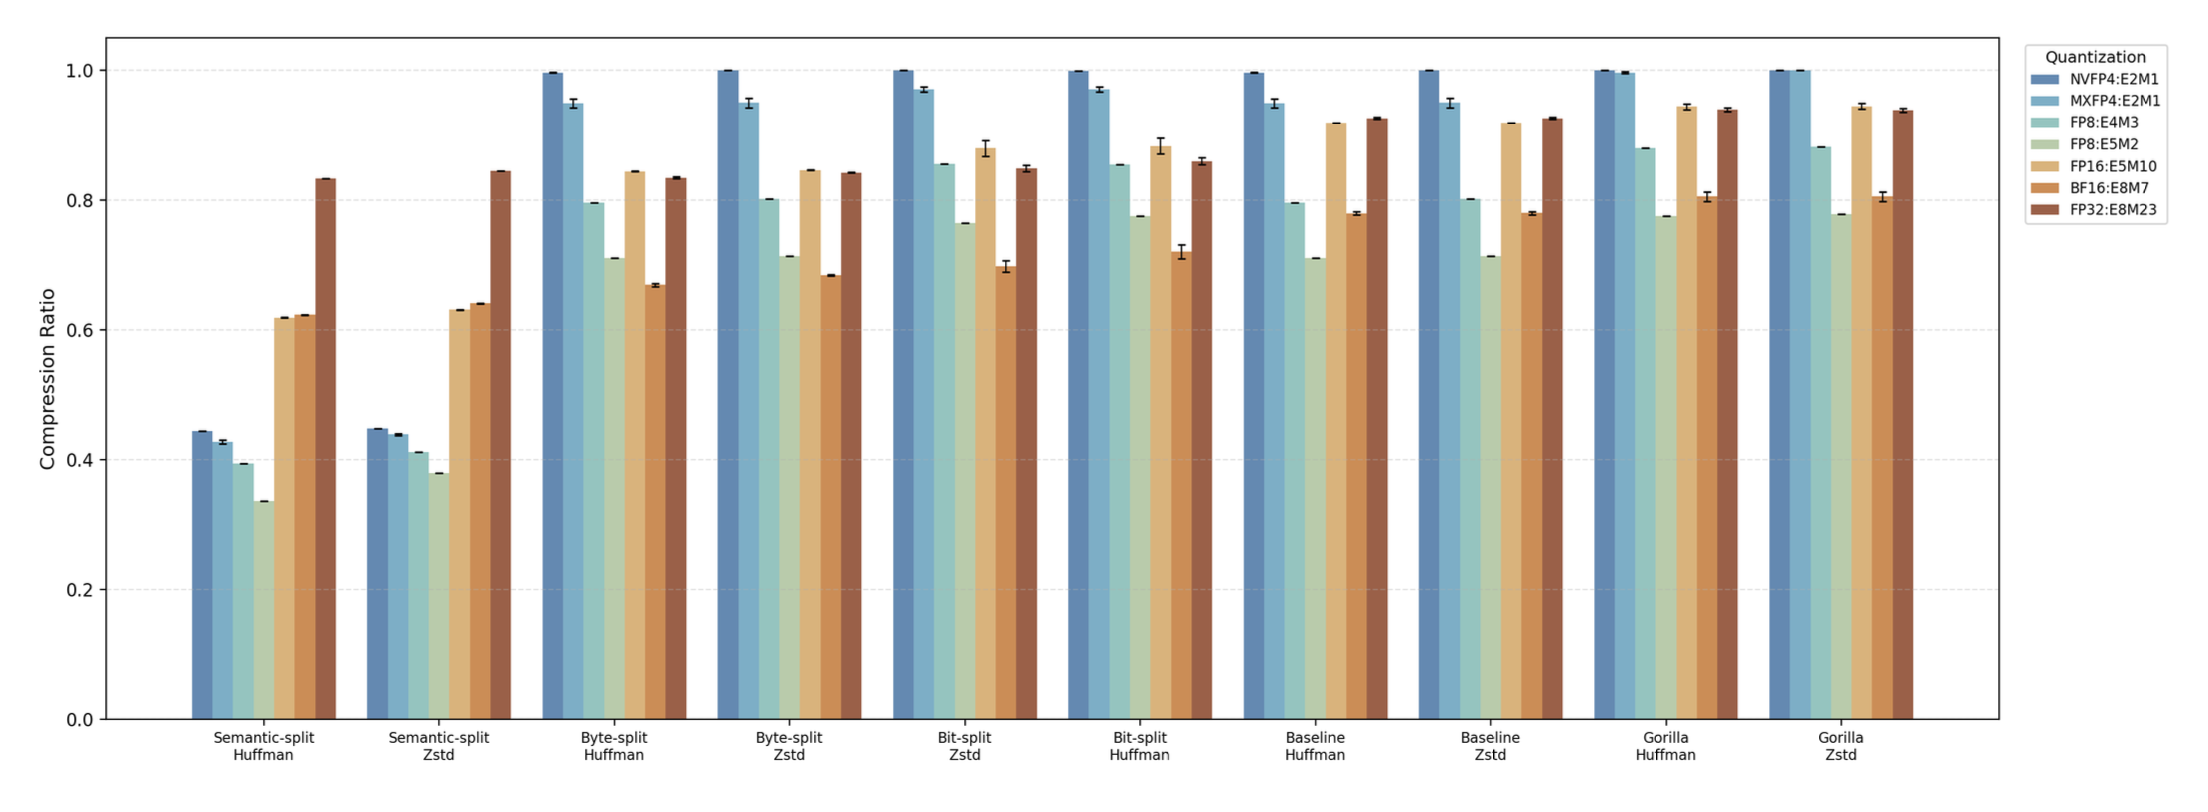 Compression Ratio
1.0
0.8
0.6
0.4
0.2
0.0
Semantic-split
Huffman
Semantic-split
Zstd
Byte-split
Huffman
Byte-split
Zstd
Bit-split
Zstd
Bit-split
Huffman
Baseline
Huffman
Baseline
Zstd
Gorilla
Huffman
Gorilla
Zstd
Quantization
NVFP4:E2M1
MXFP4:E2M1
FP8:E4M3
FP8:E5M2
FP16:E5M10
BF16:E8M7
FP32:E8M23